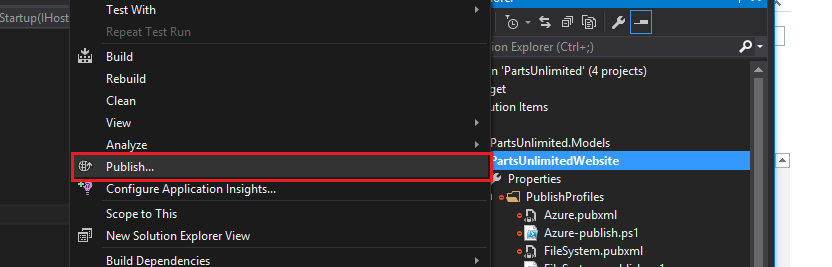 Startup(IHost
Test With
Repeat Test Run
Build
Rebuild
Clean
View
Analyze
Publish...
Configure Application Insights...
Scope to This
New Solution Explorer View
Build Dependencies
ion Explorer (Ctrl+;)
n 'PartsUnlimited' (4 projects)
get
ution Items
PartsUnlimited.Models
PartsUnlimitedWebsite
Properties
PublishProfiles
Azure.pubxml
Azure-publish.ps1
FileSystem.pubxml